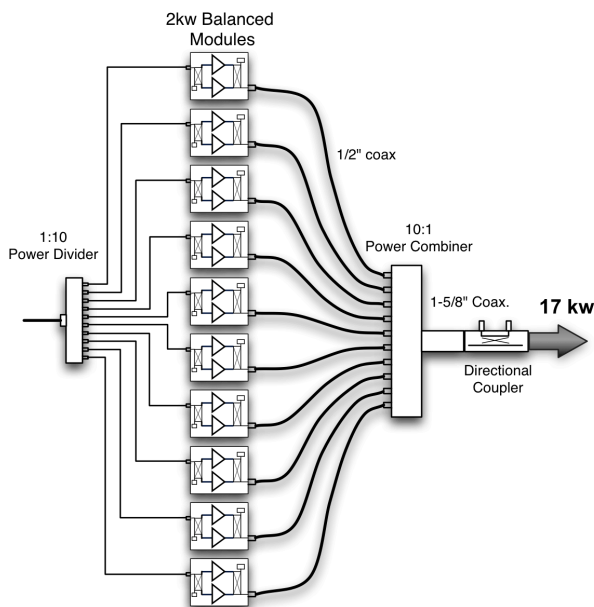 2kw Balanced
Modules
1/2" coax
1:10
Power Divider
10:1
Power Combiner
1-5/8" Coax.
17 kw
Directional
Coupler